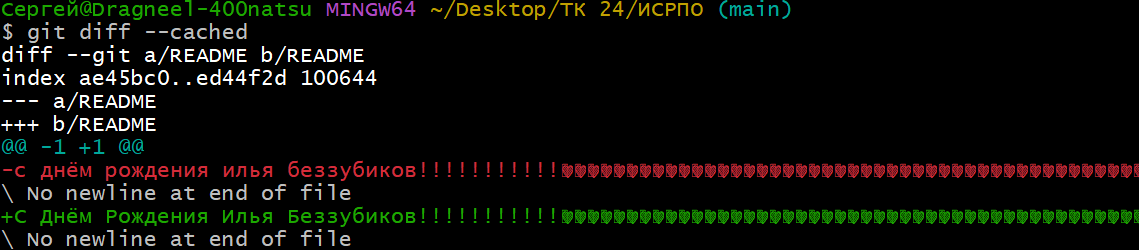 Сергей@Dragneel-400natsu MINGW64 ~/Desktop/ТК 24/ИСРПО (main)
$ git diff --cached
diff --git a/README b/README
index ae45bc0..ed44f2d 100644
--- a/README
+++ b/README
@@ -1 +1 @@
-с днём рождения илья беззубиков!!!!!!!!!!!
\ No newline at end of file
+С Днём Рождения Илья Беззубиков!!!!!!!!!!!
\ No newline at end of file